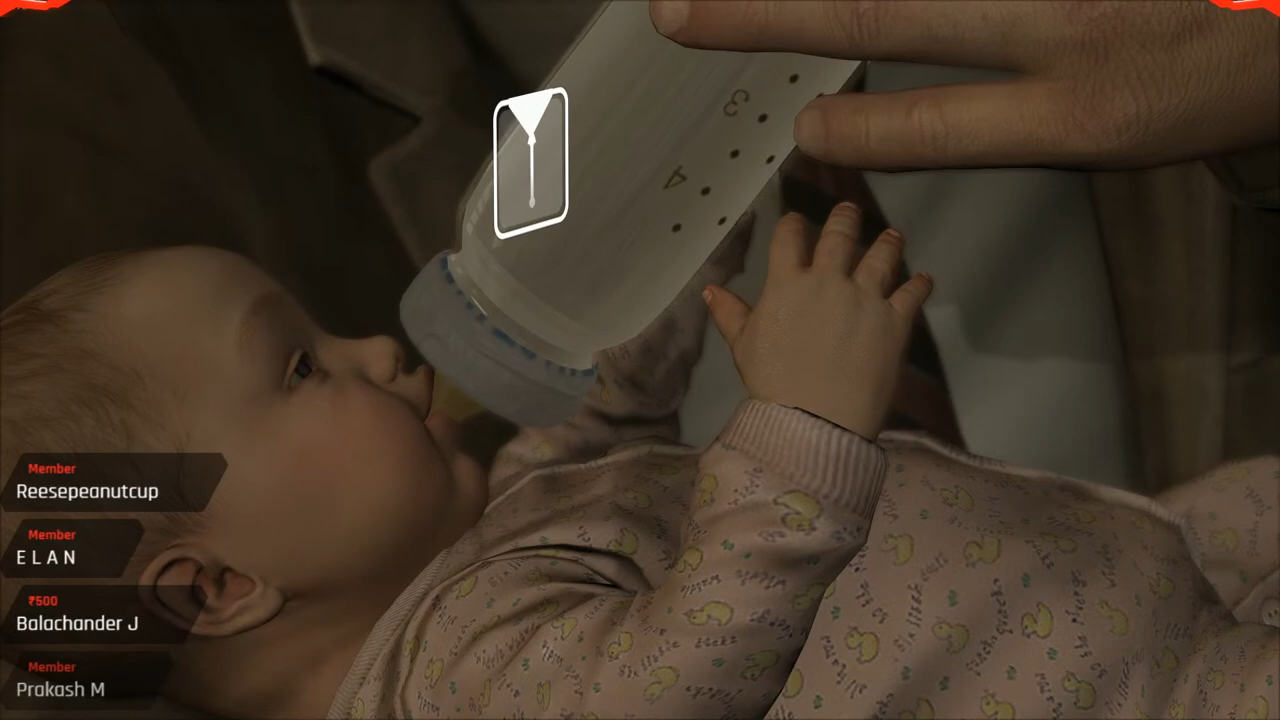 3
4
Member
Reesepeanutcup
Member
E L A N
₹500
Balachander J
Member
Prakash M